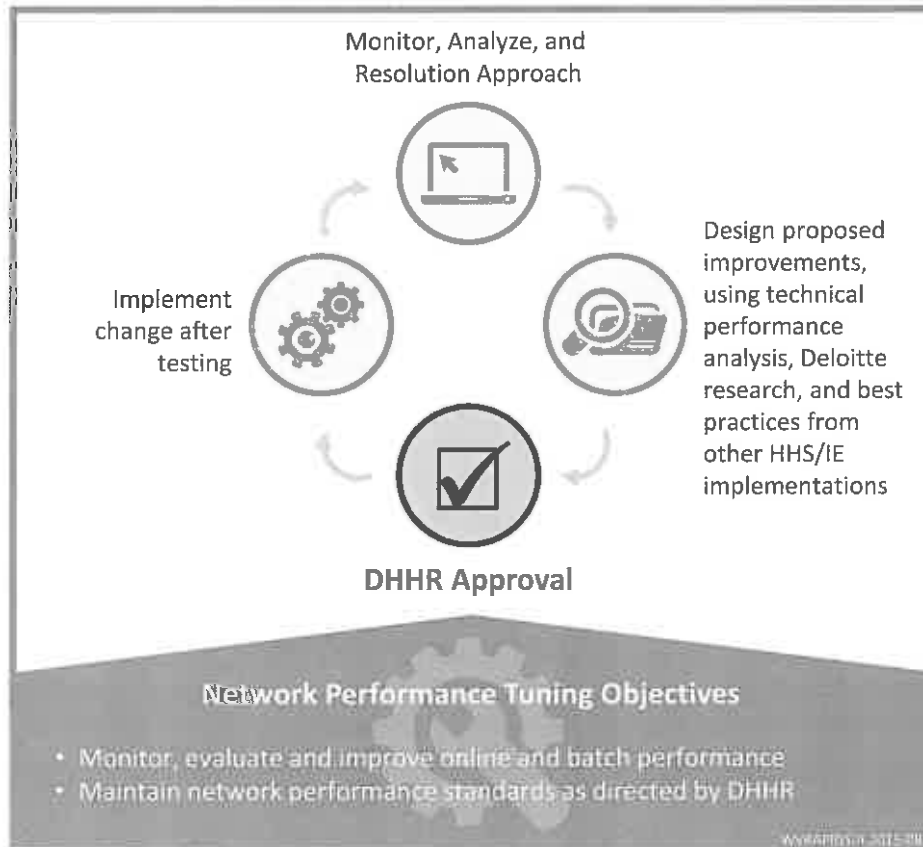 Monitor, Analyze, and
Resolution Approach
Design proposed
improvements,
using technical
performance
analysis, Deloitte
research, and best
practices from
other HHS/IE
implementations
Implement
change after
testing
DHHR Approval
Network Performance Tuning Objectives
• Monitor, evaluate and improve online and batch performance
• Maintain network performance standards as directed by DHHR